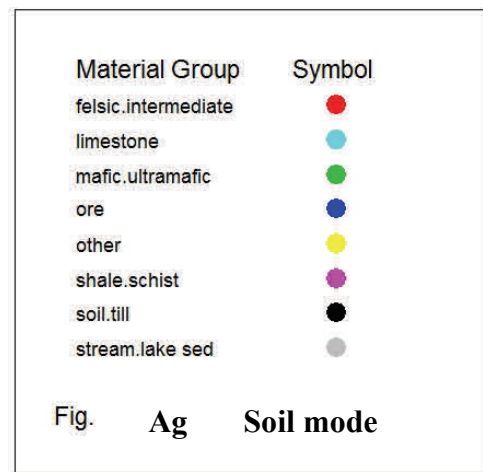 Material Group Symbol
felsic.intermediate
limestone
mafic.ultramafic
ore
other
shale.schist
soil.till
stream.lake sed
Fig. Ag Soil mode